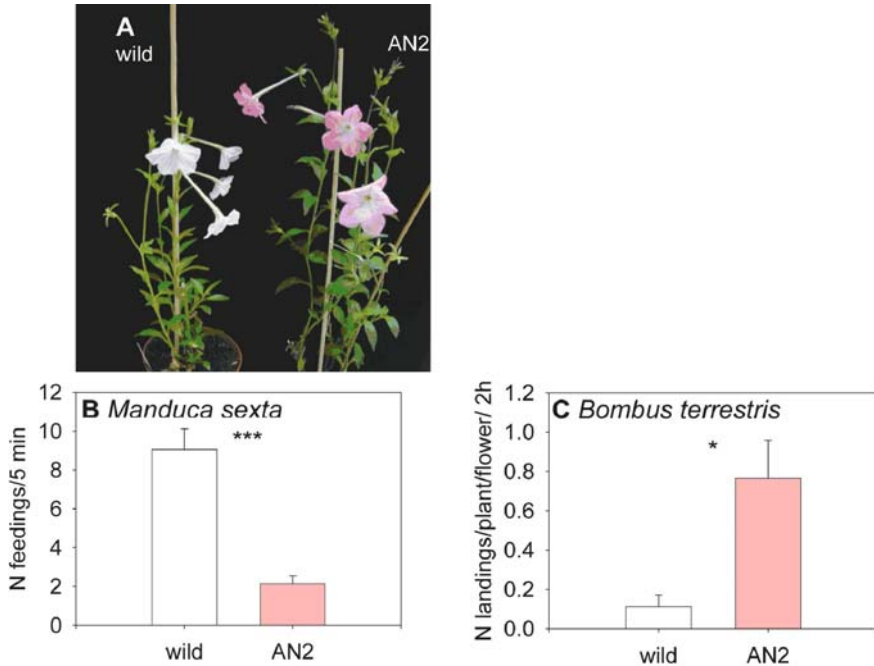 A
wild
AN2
B Manduca sexta
N feedings/5 min
12
10
8
6
4
2
0
***
wild
AN2
C Bombus terrestris
N landings/plant/flower/ 2h
1.2
1.0
0.8
0.6
0.4
0.2
0.0
*
wild
AN2